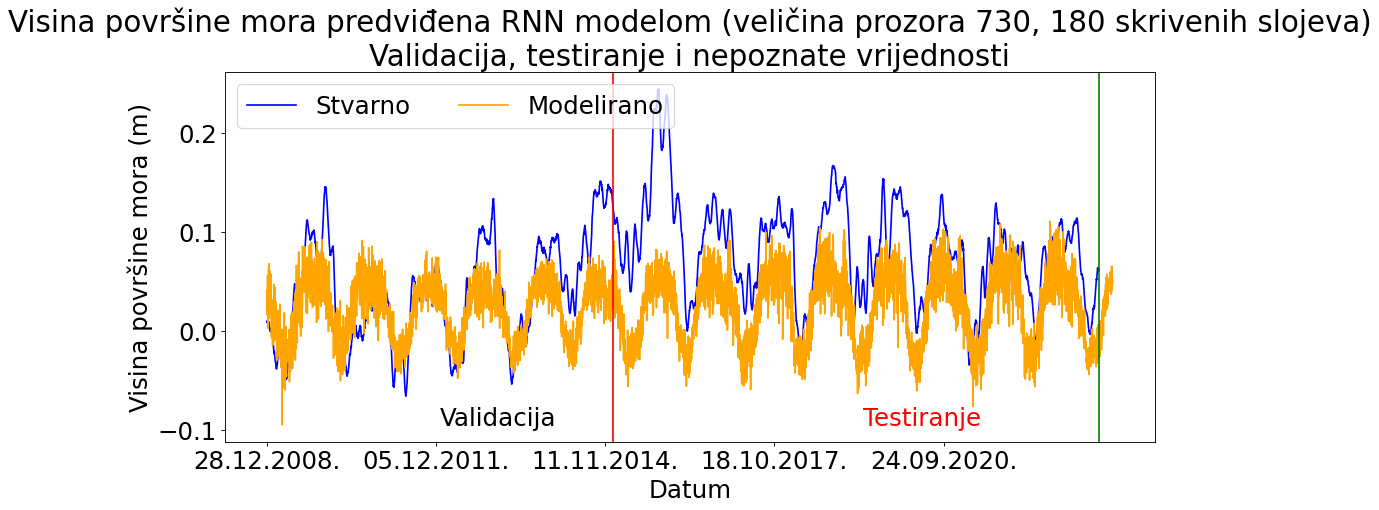 Visina površine mora predviđena RNN modelom (veličina prozora 730, 180 skrivenih slojeva)
Validacija, testiranje i nepoznate vrijednosti
Stvarno Modelirano
Visina površine mora (m)
0.2
0.1
0.0
−0.1
Validacija
Testiranje
28.12.2008. 05.12.2011. 11.11.2014. 18.10.2017. 24.09.2020.
Datum